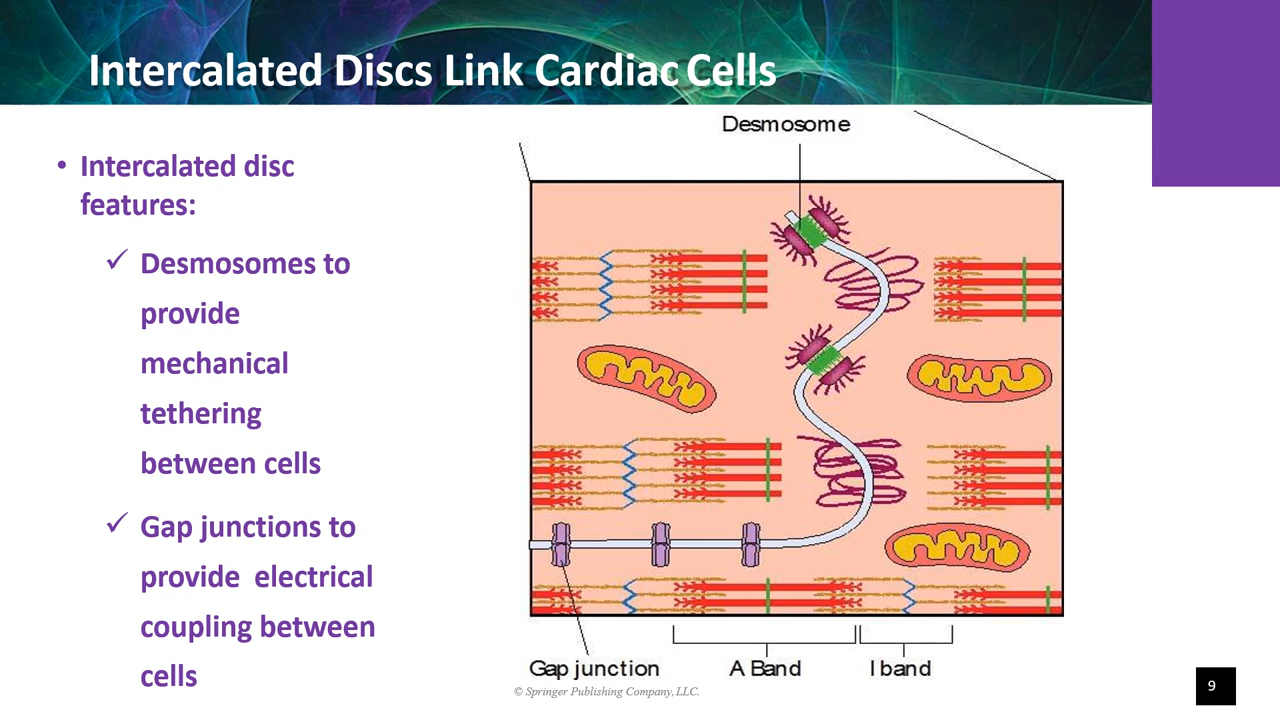 Intercalated Discs Link Cardiac Cells
• Intercalated disc
features:
✓ Desmosomes to
provide
mechanical
tethering
between cells
✓ Gap junctions to
provide electrical
coupling between
cells
Desmosome
Gap junction
A Band
I band
© Springer Publishing Company, LLC.
9